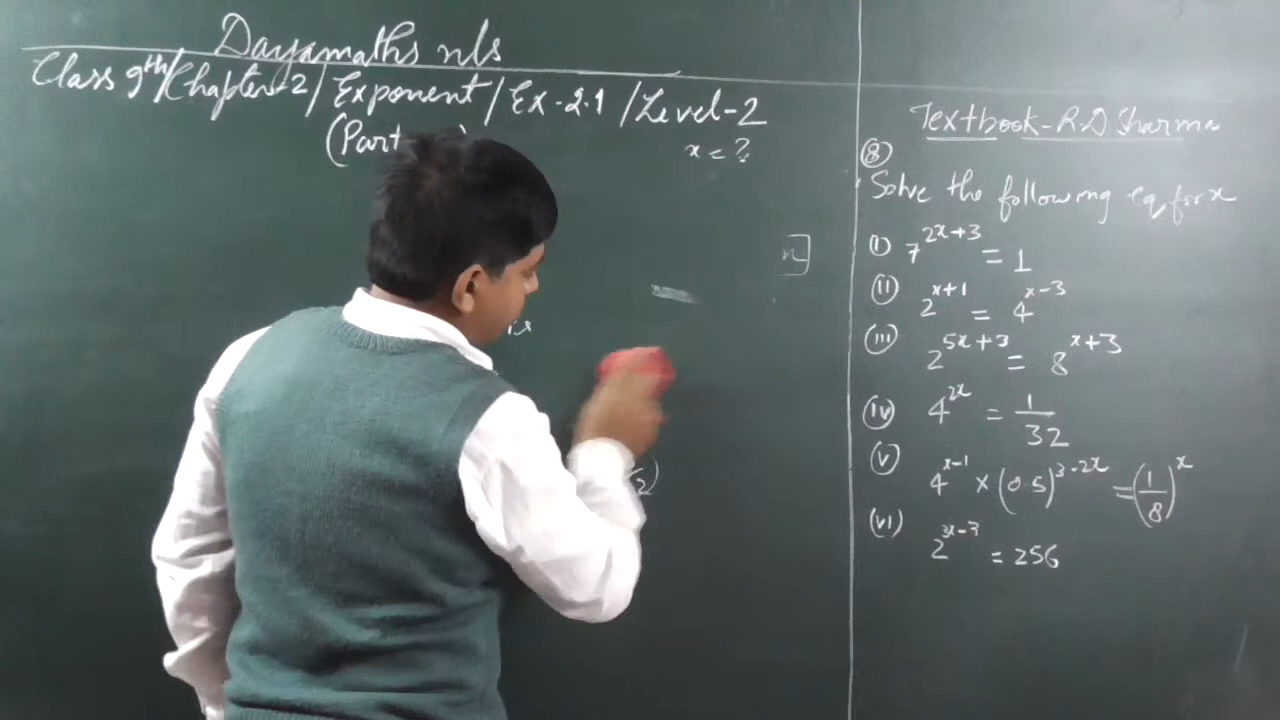 Dayamaths nls
Class 9th/Chapter-2/Exponent/Ex-2.1/Level-2
(Part
x = ?
Textbook-R.D Sharma
⑧
Solve the following eq for x
(i) 7^{2x+3} = 1
(ii) 2^{x+1} = 4^{x-3}
(iii) 2^{5x+3} = 8^{x+3}
(iv) 4^{2x} = 1/32
(v) 4^{x-1} × (0.5)^{3-2x} = (1/8)^x
(vi) 2^{3x-7} = 256